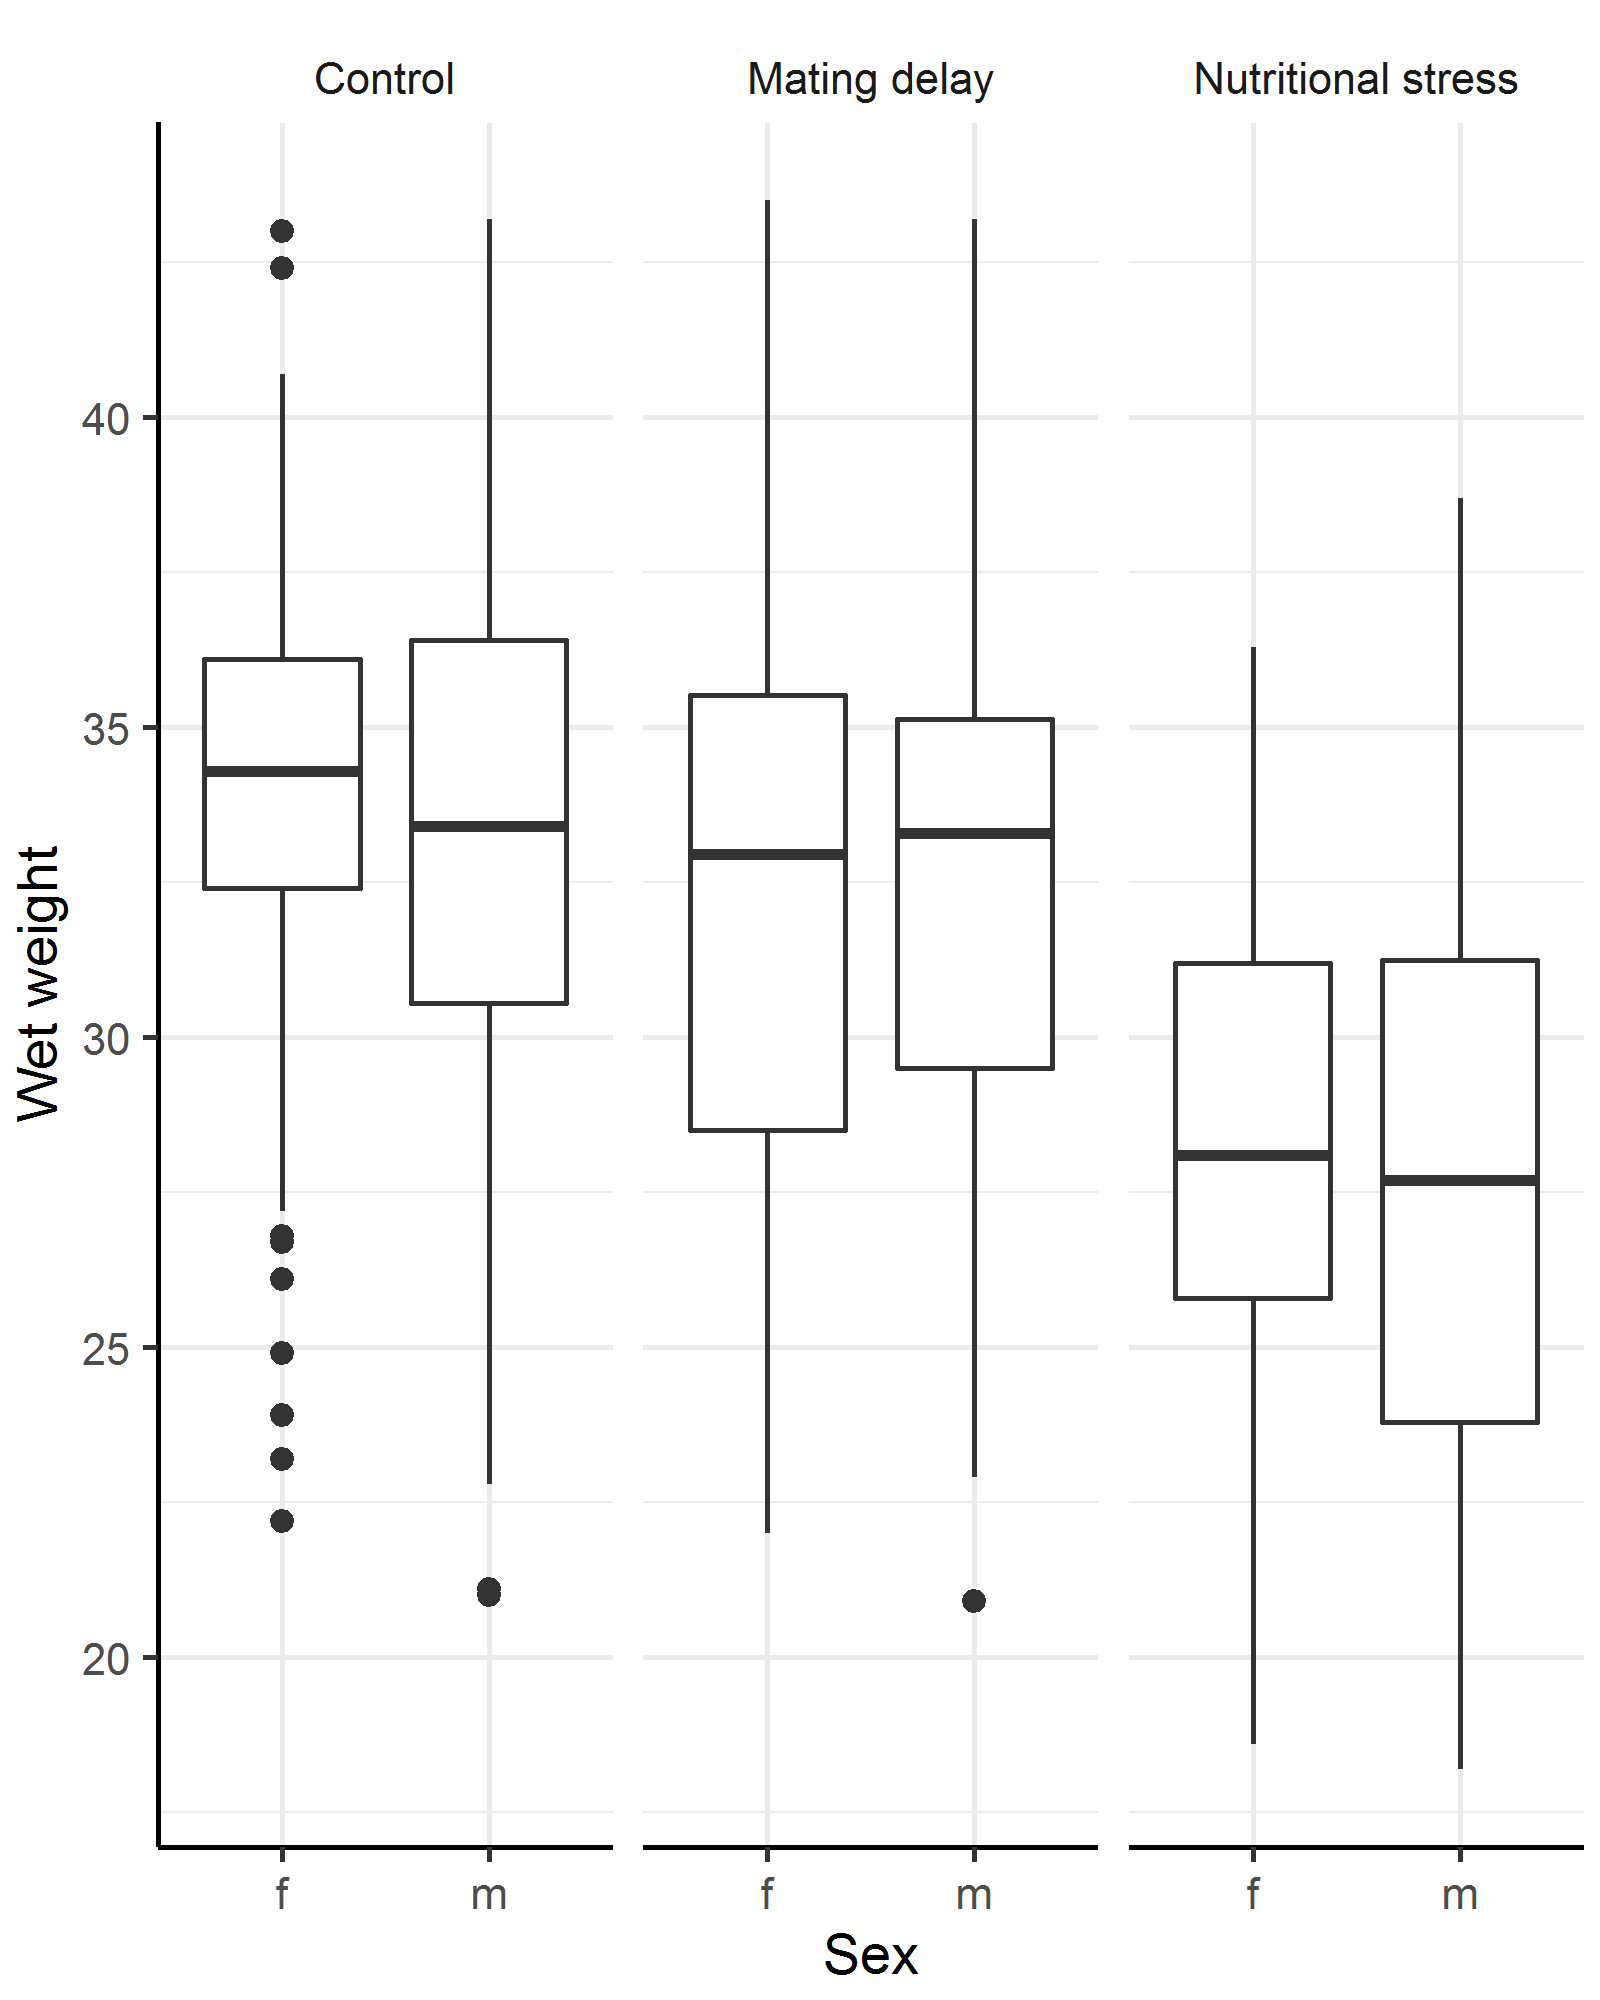 Control Mating delay Nutritional stress
Wet weight
40
35
30
25
20
f m f m f m
Sex